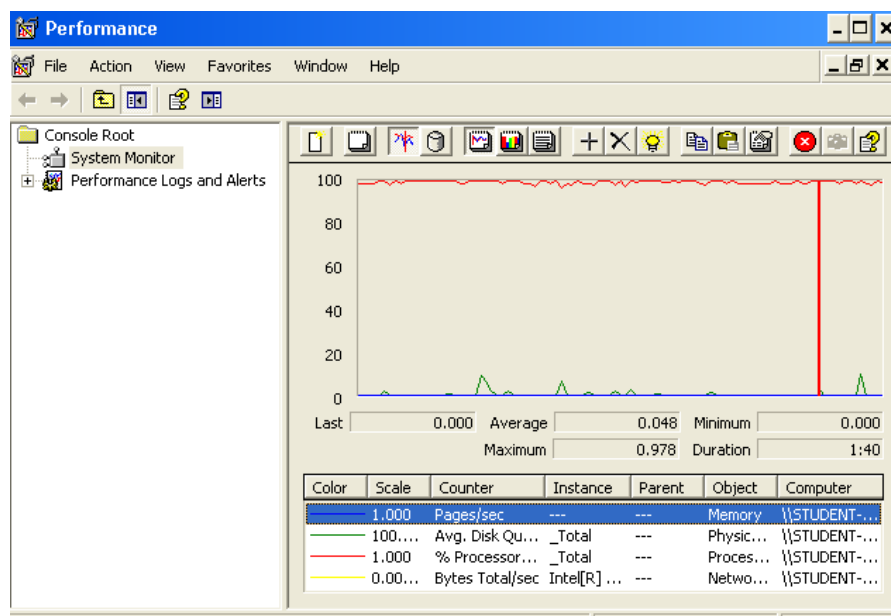 Performance
File Action View Favorites Window Help
Console Root
System Monitor
Performance Logs and Alerts
100
80
60
40
20
0
Last 0.000 Average 0.048 Minimum 0.000
Maximum 0.978 Duration 1:40
Color Scale Counter Instance Parent Object Computer
1.000 Pages/sec --- --- Memory \\STUDENT-...
100.... Avg. Disk Qu... _Total --- Physic... \\STUDENT-...
1.000 % Processor... _Total --- Proces... \\STUDENT-...
0.00... Bytes Total/sec Intel[R] ... --- Netwo... \\STUDENT-...